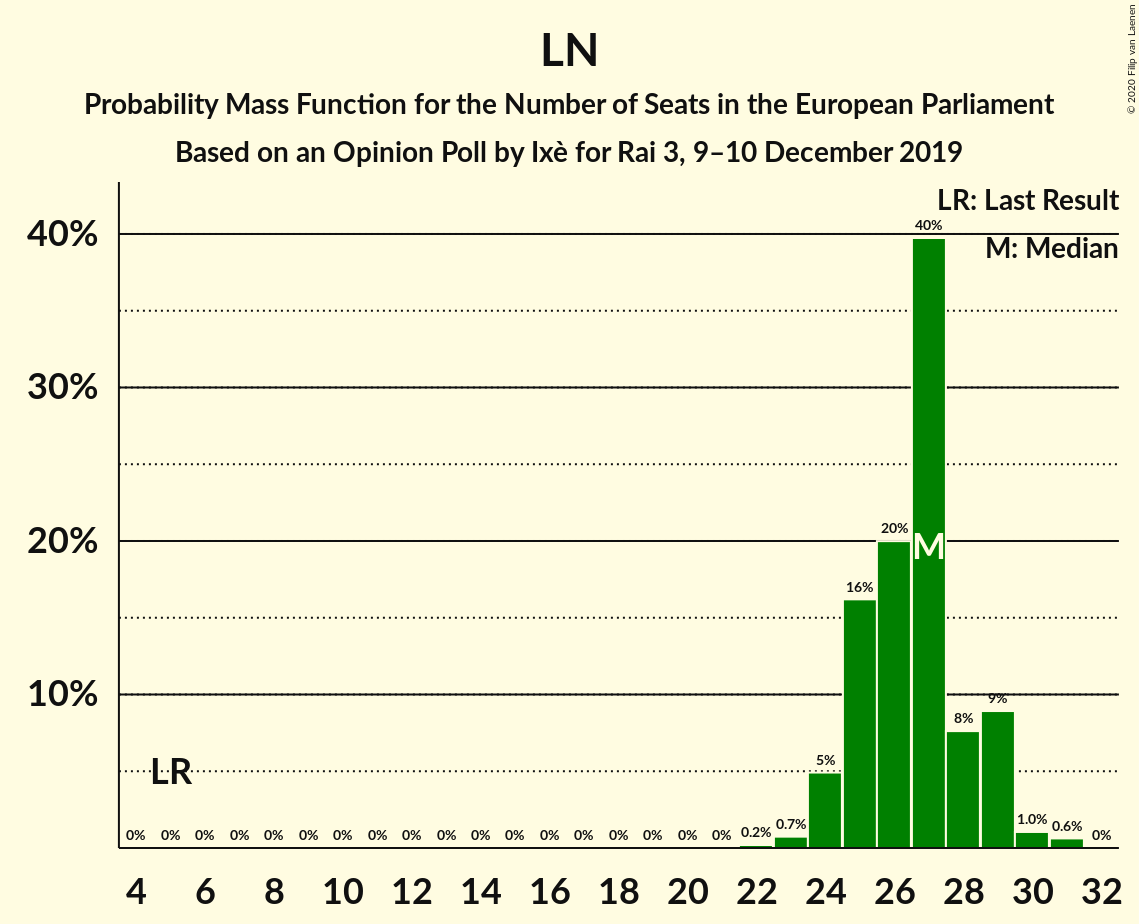 LN
Probability Mass Function for the Number of Seats in the European Parliament
Based on an Opinion Poll by Ixè for Rai 3, 9–10 December 2019
© 2020 Filip van Laenen
LR: Last Result
M: Median
40%
30%
20%
10%
40%
20%
M
16%
9%
8%
5%
LR
0% 0% 0% 0% 0% 0% 0% 0% 0% 0% 0% 0% 0% 0% 0% 0% 0% 0% 0.2% 0.7% 1.0% 0.6% 0%
4 6 8 10 12 14 16 18 20 22 24 26 28 30 32